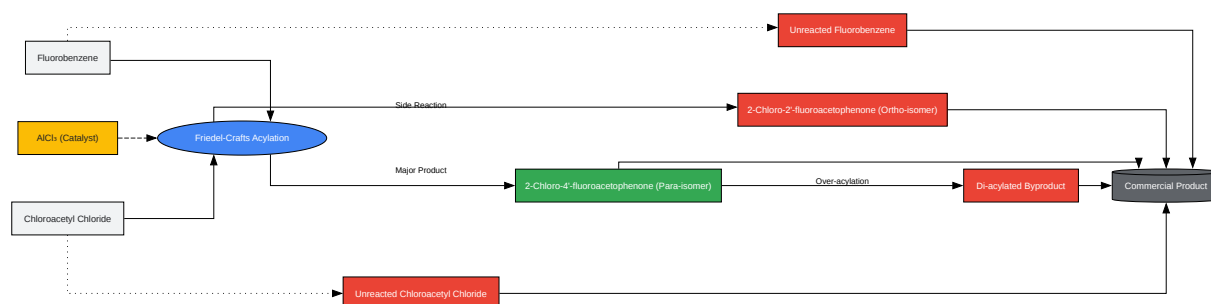 Unreacted Fluorobenzene
Fluorobenzene
Side Reaction
2-Chloro-2'-fluoroacetophenone (Ortho-isomer)
AlCl₃ (Catalyst)
Friedel-Crafts Acylation
Major Product
2-Chloro-4'-fluoroacetophenone (Para-isomer)
Over-acylation
Di-acylated Byproduct
Commercial Product
Chloroacetyl Chloride
Unreacted Chloroacetyl Chloride